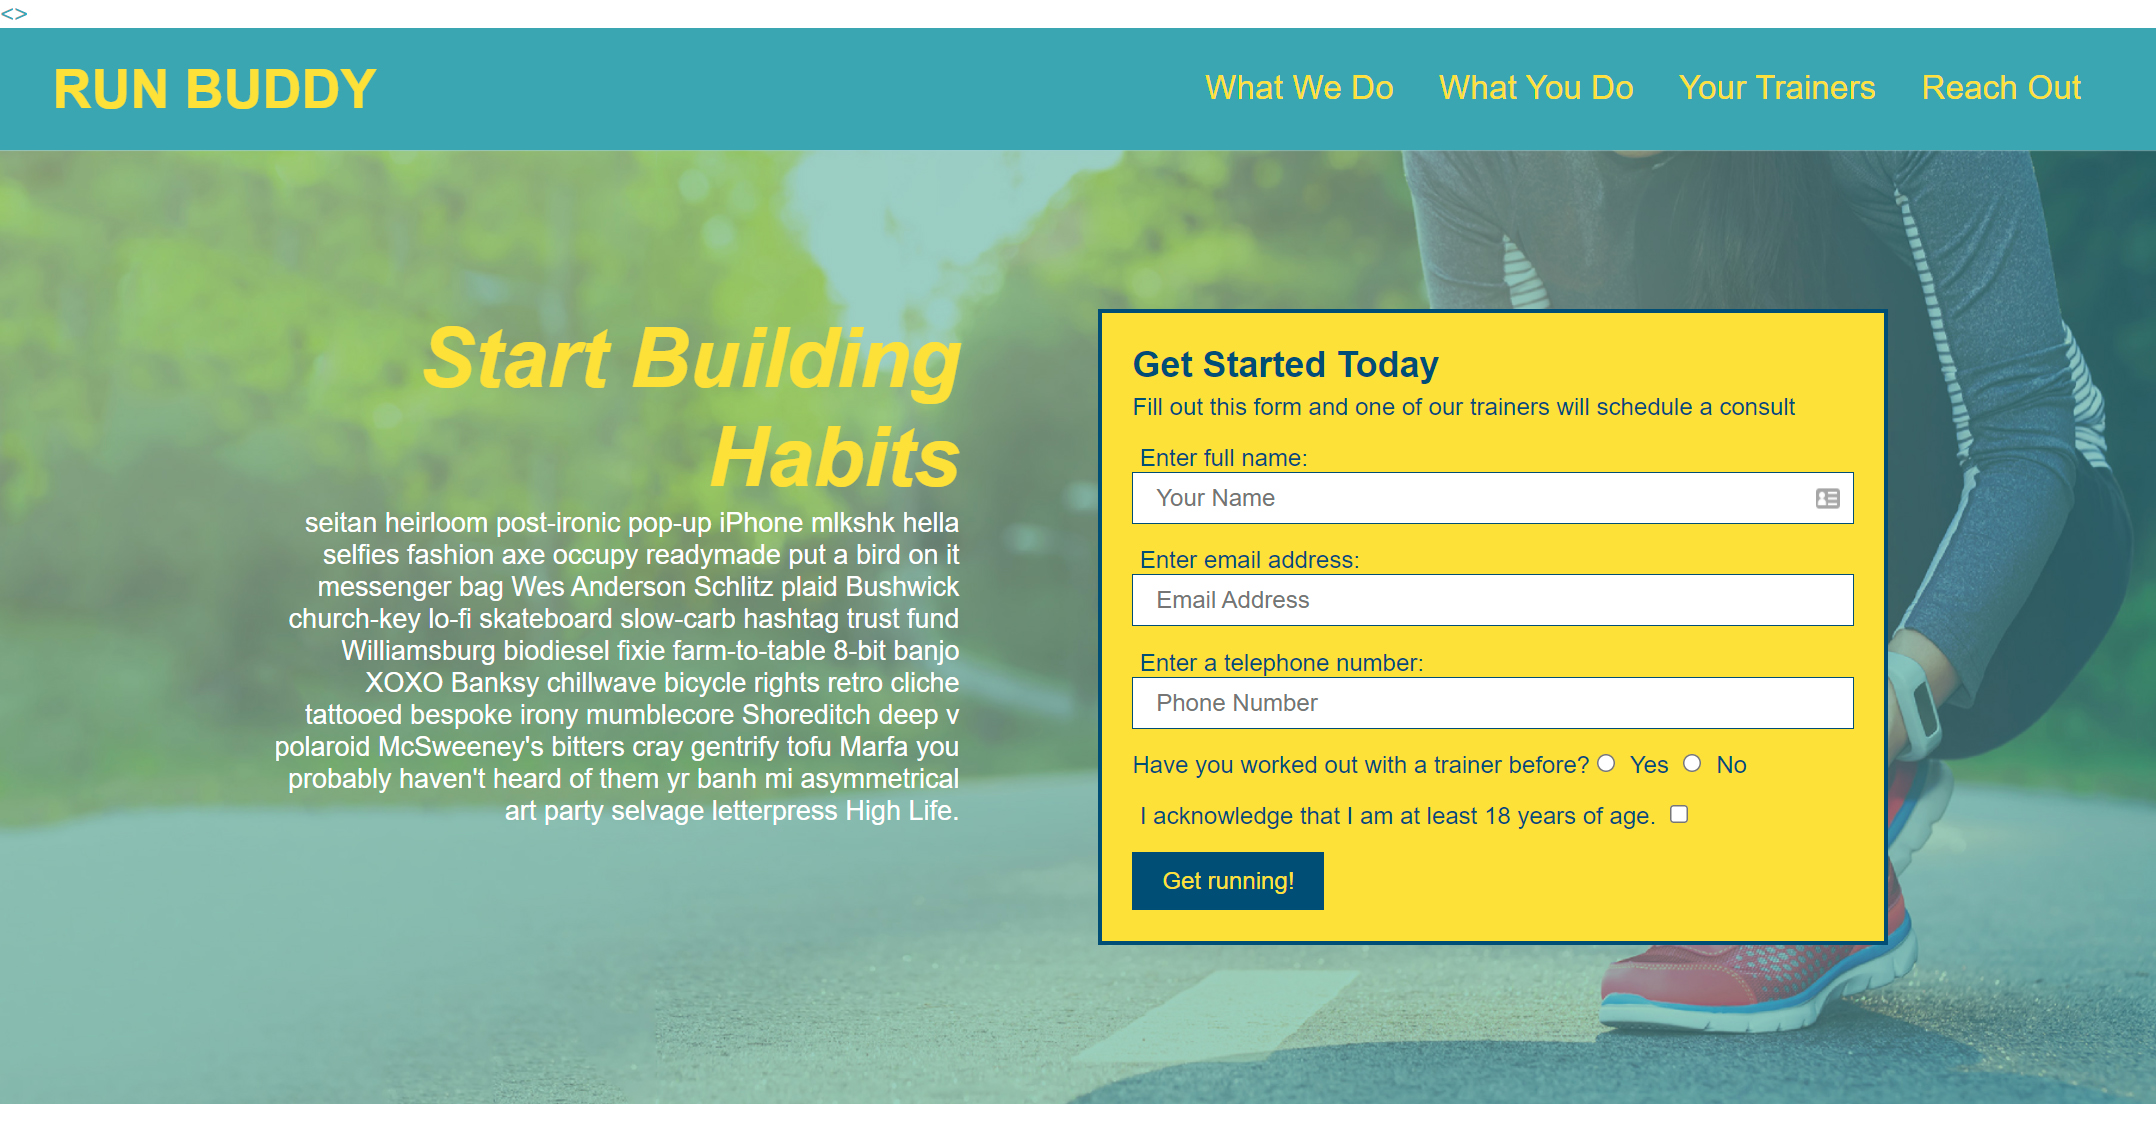 <>
RUN BUDDY
What We Do What You Do Your Trainers Reach Out
Start Building
Habits
seitan heirloom post-ironic pop-up iPhone mlkshk hella
selfies fashion axe occupy readymade put a bird on it
messenger bag Wes Anderson Schlitz plaid Bushwick
church-key lo-fi skateboard slow-carb hashtag trust fund
Williamsburg biodiesel fixie farm-to-table 8-bit banjo
XOXO Banksy chillwave bicycle rights retro cliche
tattooed bespoke irony mumblecore Shoreditch deep v
polaroid McSweeney's bitters cray gentrify tofu Marfa you
probably haven't heard of them yr banh mi asymmetrical
art party selvage letterpress High Life.
Get Started Today
Fill out this form and one of our trainers will schedule a consult
Enter full name:
Your Name
Enter email address:
Email Address
Enter a telephone number:
Phone Number
Have you worked out with a trainer before? Yes No
I acknowledge that I am at least 18 years of age.
Get running!